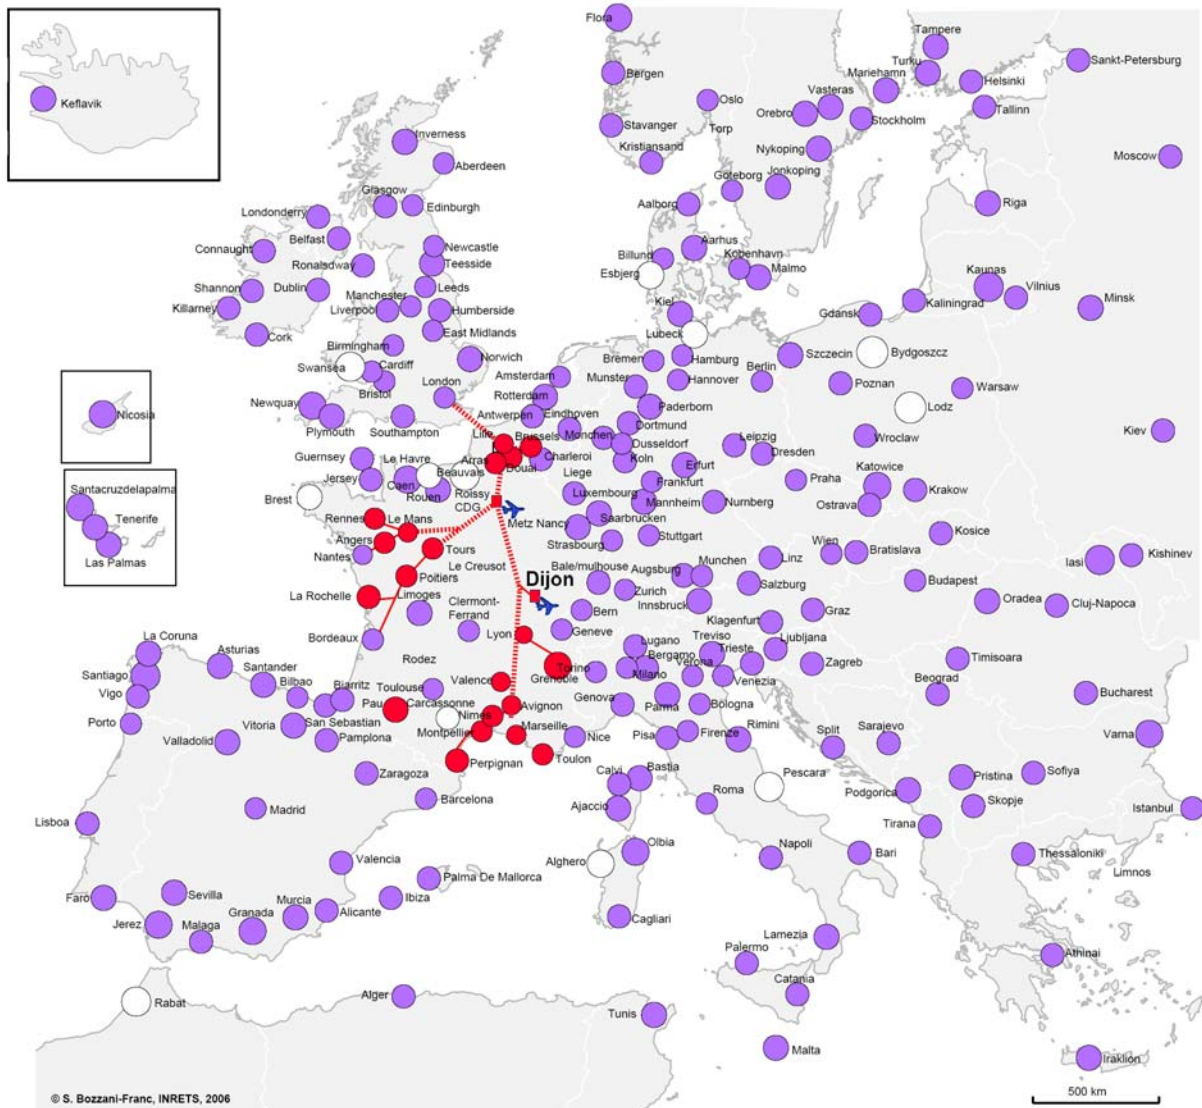 Flora
Tampere
Turku
Sankt-Petersburg
Bergen
Mariehamn
Helsinki
Keflavik
Oslo
Vasteras
Orebro
Stockholm
Tallinn
Stavanger
Torp
Inverness
Kristiansand
Nykoping
Moscow
Aberdeen
Goteborg
Jonkoping
Glasgow
Edinburgh
Aalborg
Riga
Londonderry
Belfast
Newcastle
Aarhus
Connaught
Ronalsdway
Teesside
Billund
Kobenhavn
Esbjerg
Malmo
Kaunas
Shannon
Dublin
Leeds
Vilnius
Manchester
Kiel
Kaliningrad
Minsk
Killarney
Liverpool
Humberside
Gdansk
Cork
East Midlands
Lubeck
Birmingham
Norwich
Bremen
Hamburg
Szczecin
Bydgoszcz
Swansea
Cardiff
Amsterdam
Hannover
Berlin
Poznan
Warsaw
Bristol
London
Munster
Rotterdam
Newquay
Antwerpen
Eindhoven
Paderborn
Lodz
Nicosia
Plymouth
Southampton
Dortmund
Lille
Brussels
Monchen
Dusseldorf
Leipzig
Wroclaw
Kiev
Guernsey
Le Havre
Arras
Douai
Charleroi
Koln
Dresden
Erfurt
Jersey
Beauvais
Liege
Katowice
Santacruzdelapalma
Caen
Rouen
Roissy
CDG
Frankfurt
Praha
Brest
Luxembourg
Mannheim
Nurnberg
Krakow
Ostrava
Tenerife
Rennes
Le Mans
Metz Nancy
Saarbrucken
Angers
Stuttgart
Kosice
Las Palmas
Nantes
Tours
Strasbourg
Wien
Bratislava
Kishinev
Le Creusot
Bale/mulhouse
Augsburg
Munchen
Linz
Iasi
Poitiers
Dijon
Salzburg
Budapest
La Rochelle
Limoges
Clermont-
Ferrand
Zurich
Innsbruck
Oradea
Cluj-Napoca
Bern
Graz
Bordeaux
Lyon
Geneve
Klagenfurt
La Coruna
Lugano
Treviso
Ljubljana
Asturias
Rodez
Bergamo
Trieste
Timisoara
Santiago
Santander
Torino
Grenoble
Milano
Verona
Zagreb
Bilbao
Biarritz
Toulouse
Valence
Venezia
Beograd
Bucharest
Vigo
Pau
Carcassonne
Nimes
Avignon
Genova
Parma
Bologna
Porto
Vitoria
San Sebastian
Montpellier
Marseille
Rimini
Sarajevo
Valladolid
Pamplona
Nice
Pisa
Firenze
Split
Varna
Perpignan
Toulon
Bastia
Zaragoza
Calvi
Pescara
Pristina
Sofiya
Podgorica
Madrid
Barcelona
Ajaccio
Roma
Skopje
Istanbul
Lisboa
Tirana
Olbia
Valencia
Alghero
Napoli
Bari
Thessaloniki
Limnos
Palma De Mallorca
Faro
Sevilla
Murcia
Ibiza
Granada
Alicante
Cagliari
Jerez
Malaga
Lamezia
Palermo
Athinai
Catania
Rabat
Alger
Tunis
Malta
Iraklion
© S. Bozzani-Franc, INRETS, 2006
500 km